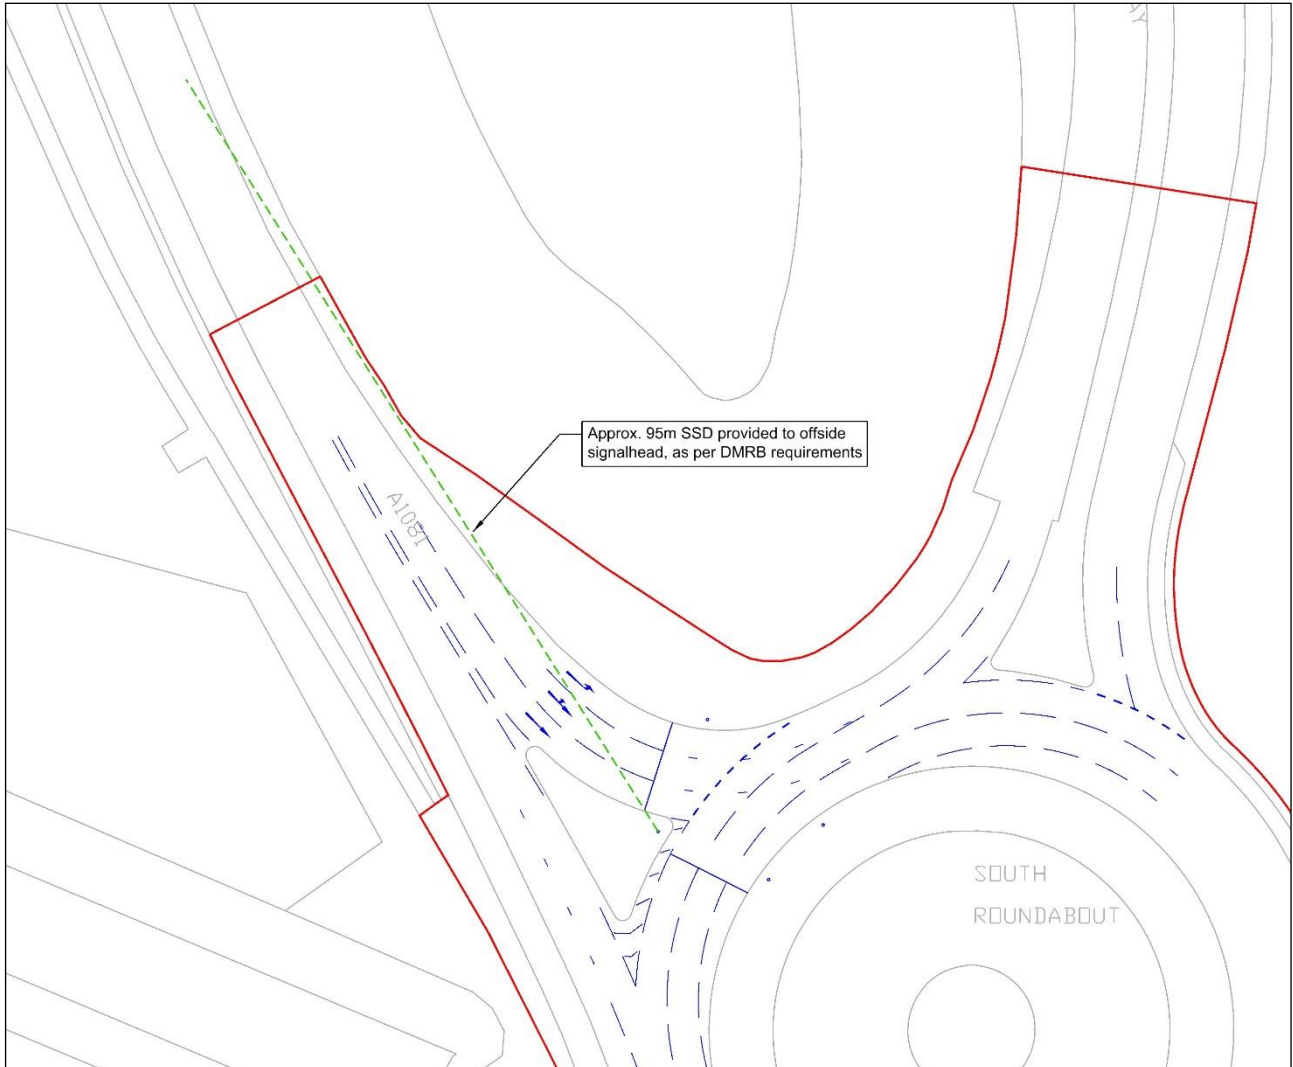 Approx. 95m SSD provided to offside
signalhead, as per DMRB requirements
A1081
SOUTH
ROUNDABOUT